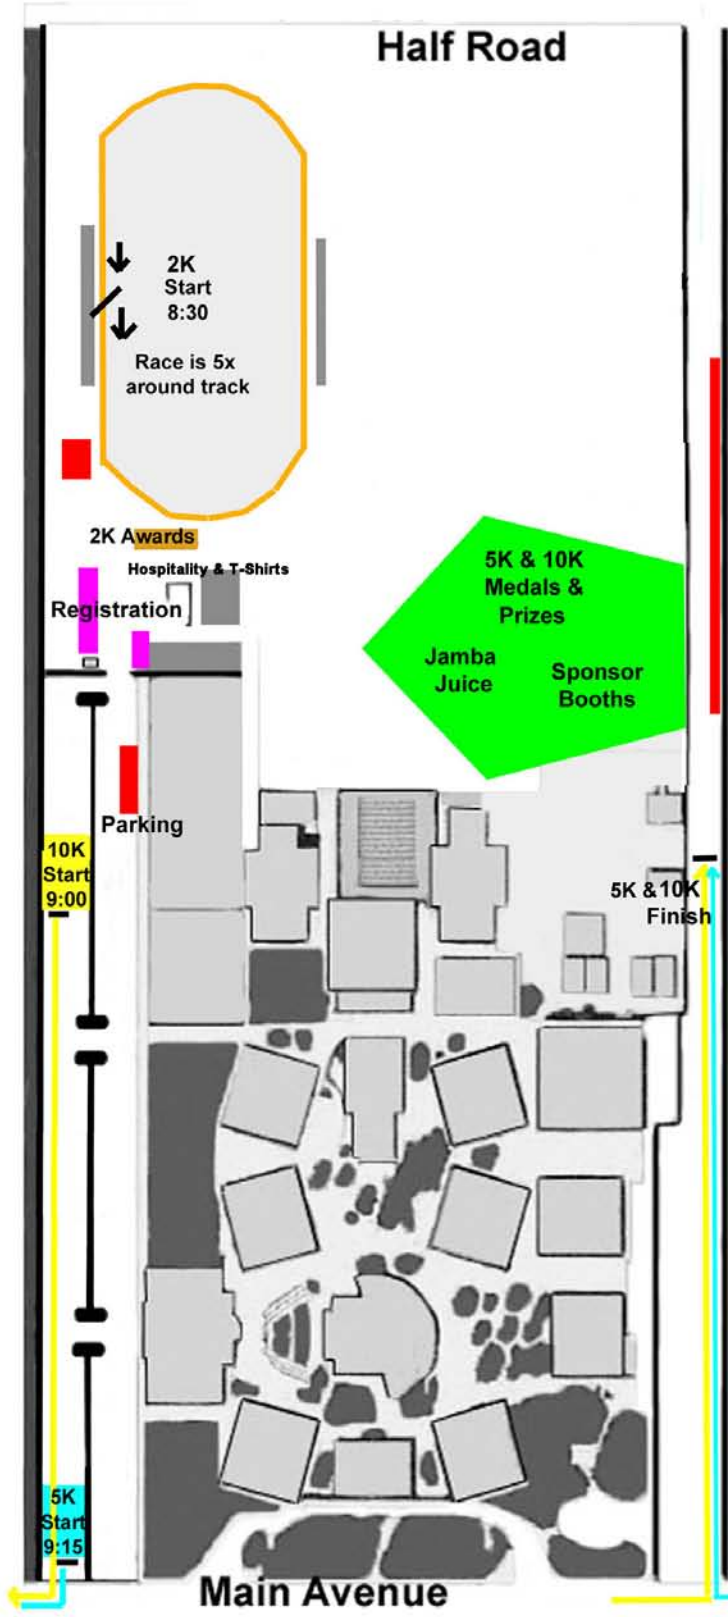 Half Road
2K
Start
8:30
Race is 5x
around track
2K Awards
Hospitality & T-Shirts
Registration
5K & 10K
Medals &
Prizes
Jamba
Juice
Sponsor
Booths
Parking
10K
Start
9:00
5K & 10K
Finish
5K
Start
9:15
Main Avenue